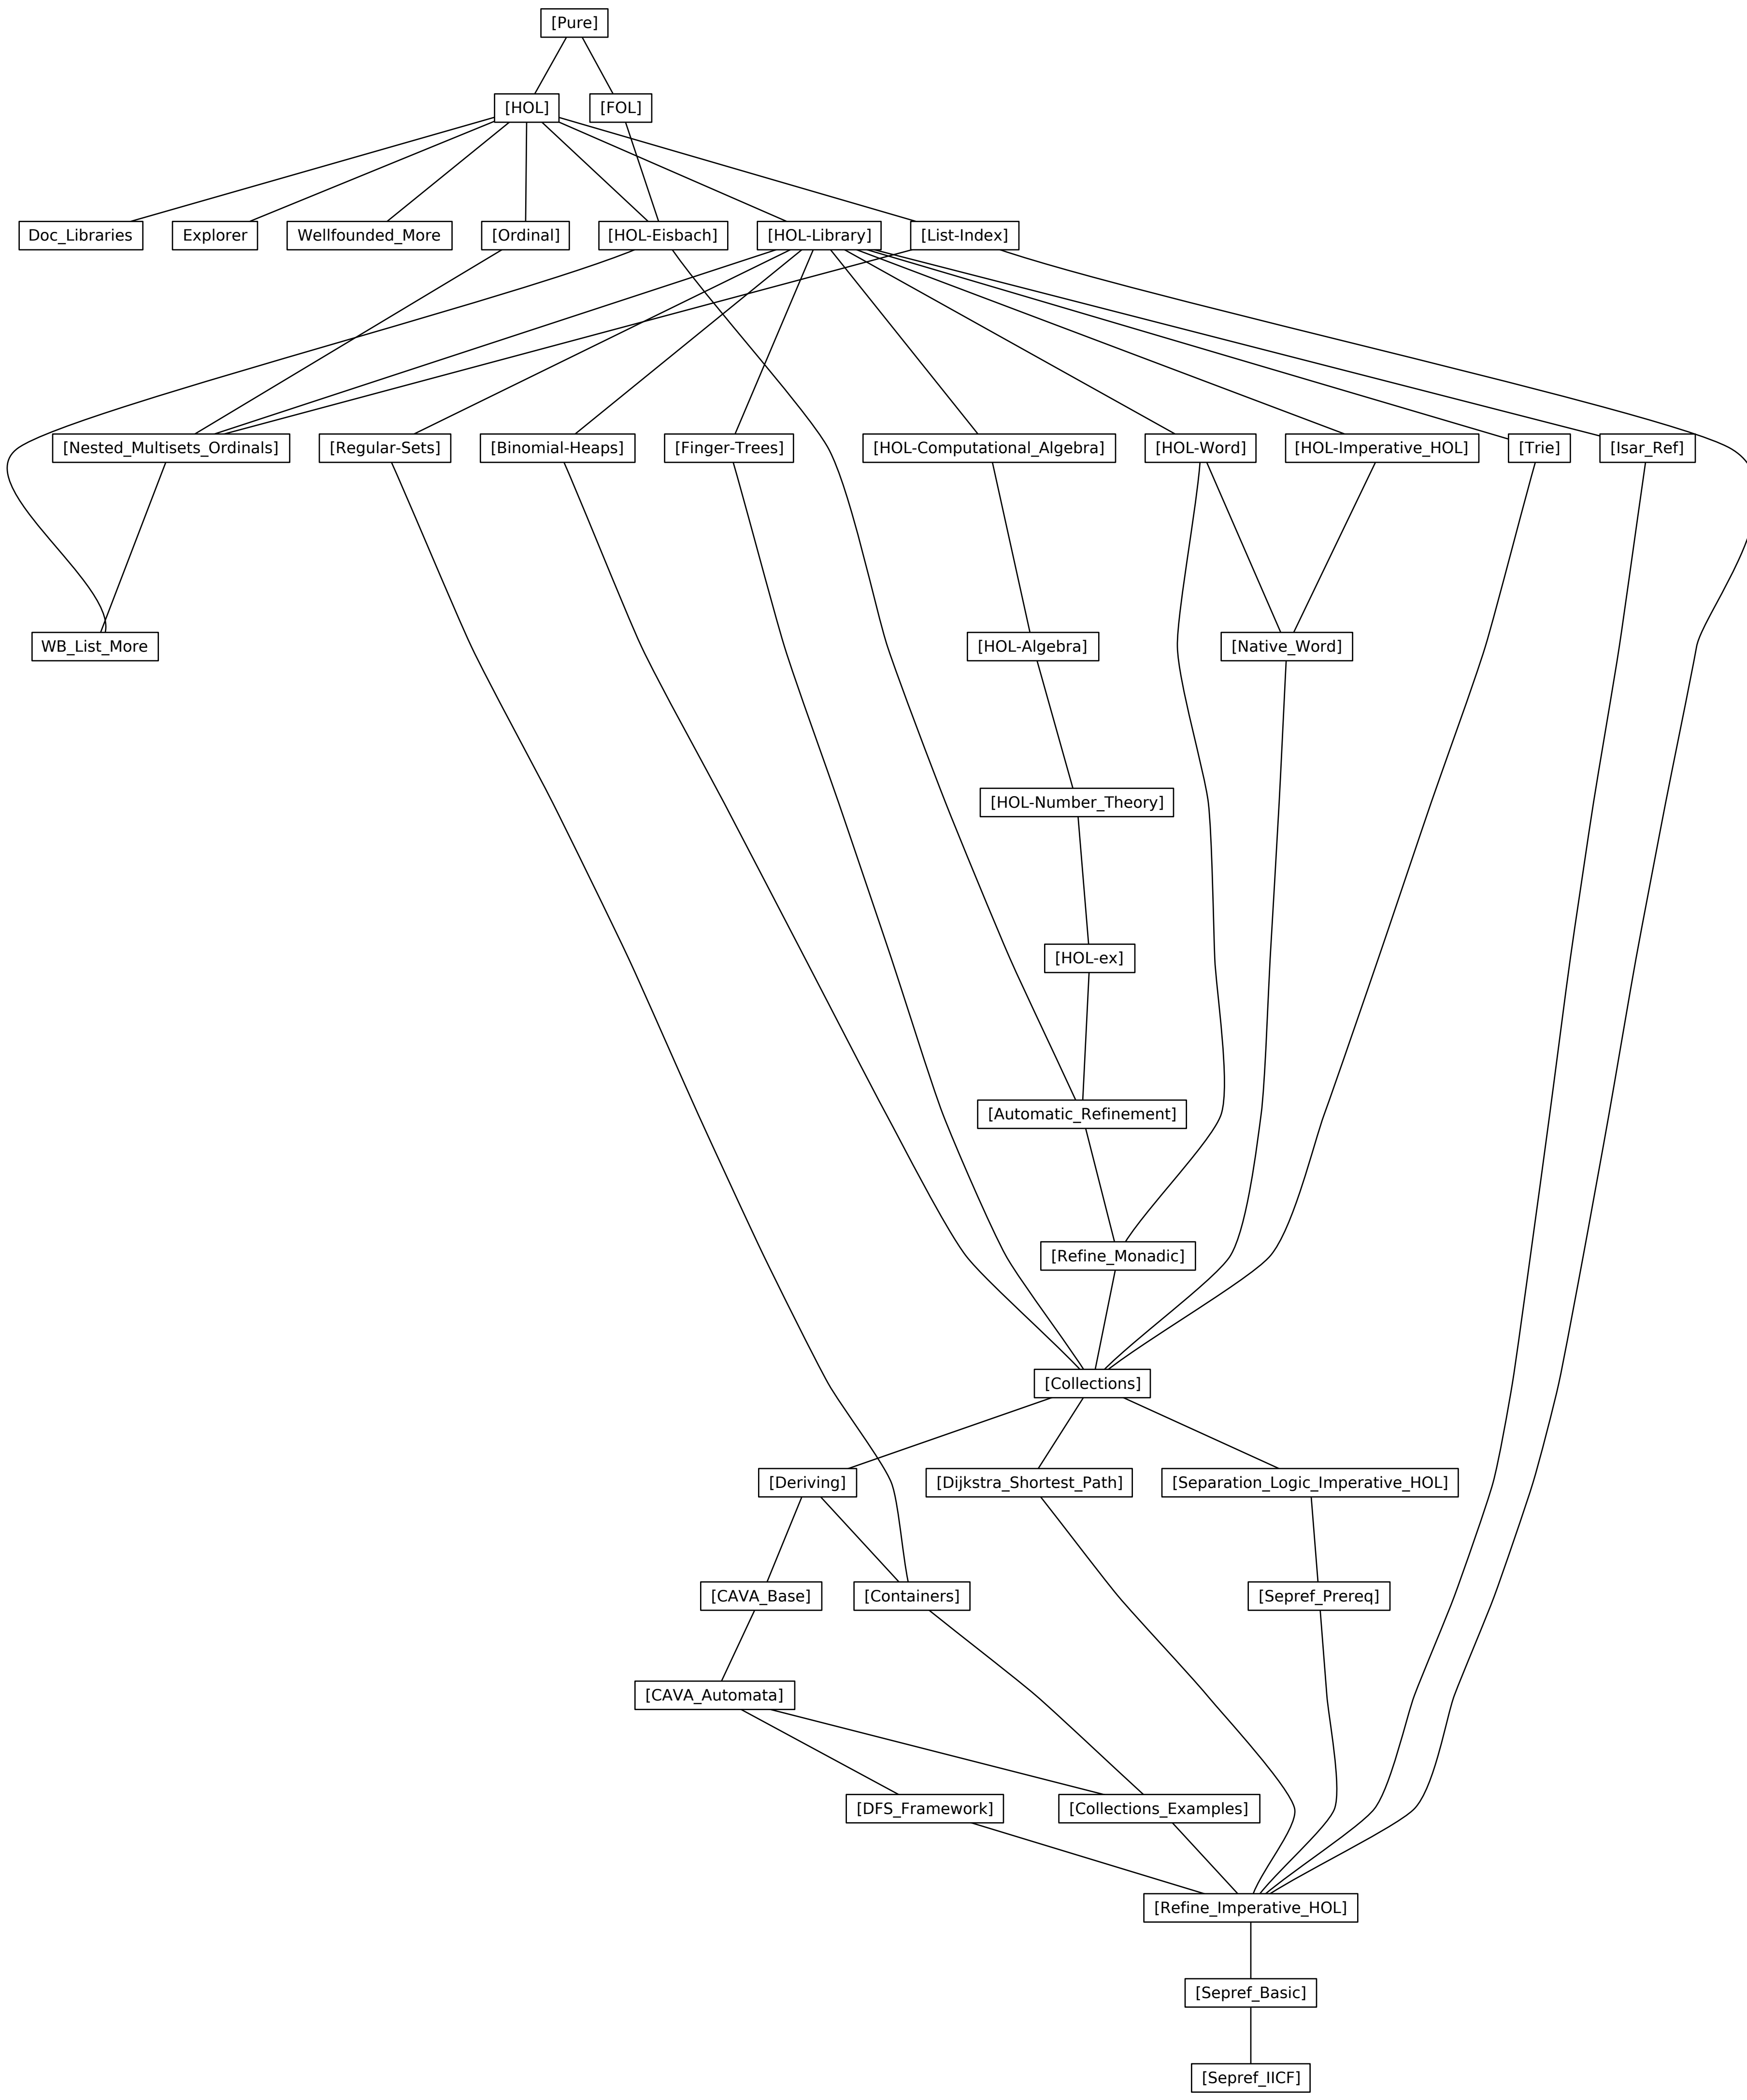 [Pure]
[HOL]
[FOL]
Doc_Libraries
Explorer
Wellfounded_More
[Ordinal]
[HOL-Eisbach]
[HOL-Library]
[List-Index]
[Nested_Multisets_Ordinals]
[Regular-Sets]
[Binomial-Heaps]
[Finger-Trees]
[HOL-Computational_Algebra]
[HOL-Word]
[HOL-Imperative_HOL]
[Trie]
[Isar_Ref]
WB_List_More
[HOL-Algebra]
[Native_Word]
[HOL-Number_Theory]
[HOL-ex]
[Automatic_Refinement]
[Refine_Monadic]
[Collections]
[Deriving]
[Dijkstra_Shortest_Path]
[Separation_Logic_Imperative_HOL]
[CAVA_Base]
[Containers]
[Sepref_Prereq]
[CAVA_Automata]
[DFS_Framework]
[Collections_Examples]
[Refine_Imperative_HOL]
[Sepref_Basic]
[Sepref_IICF]